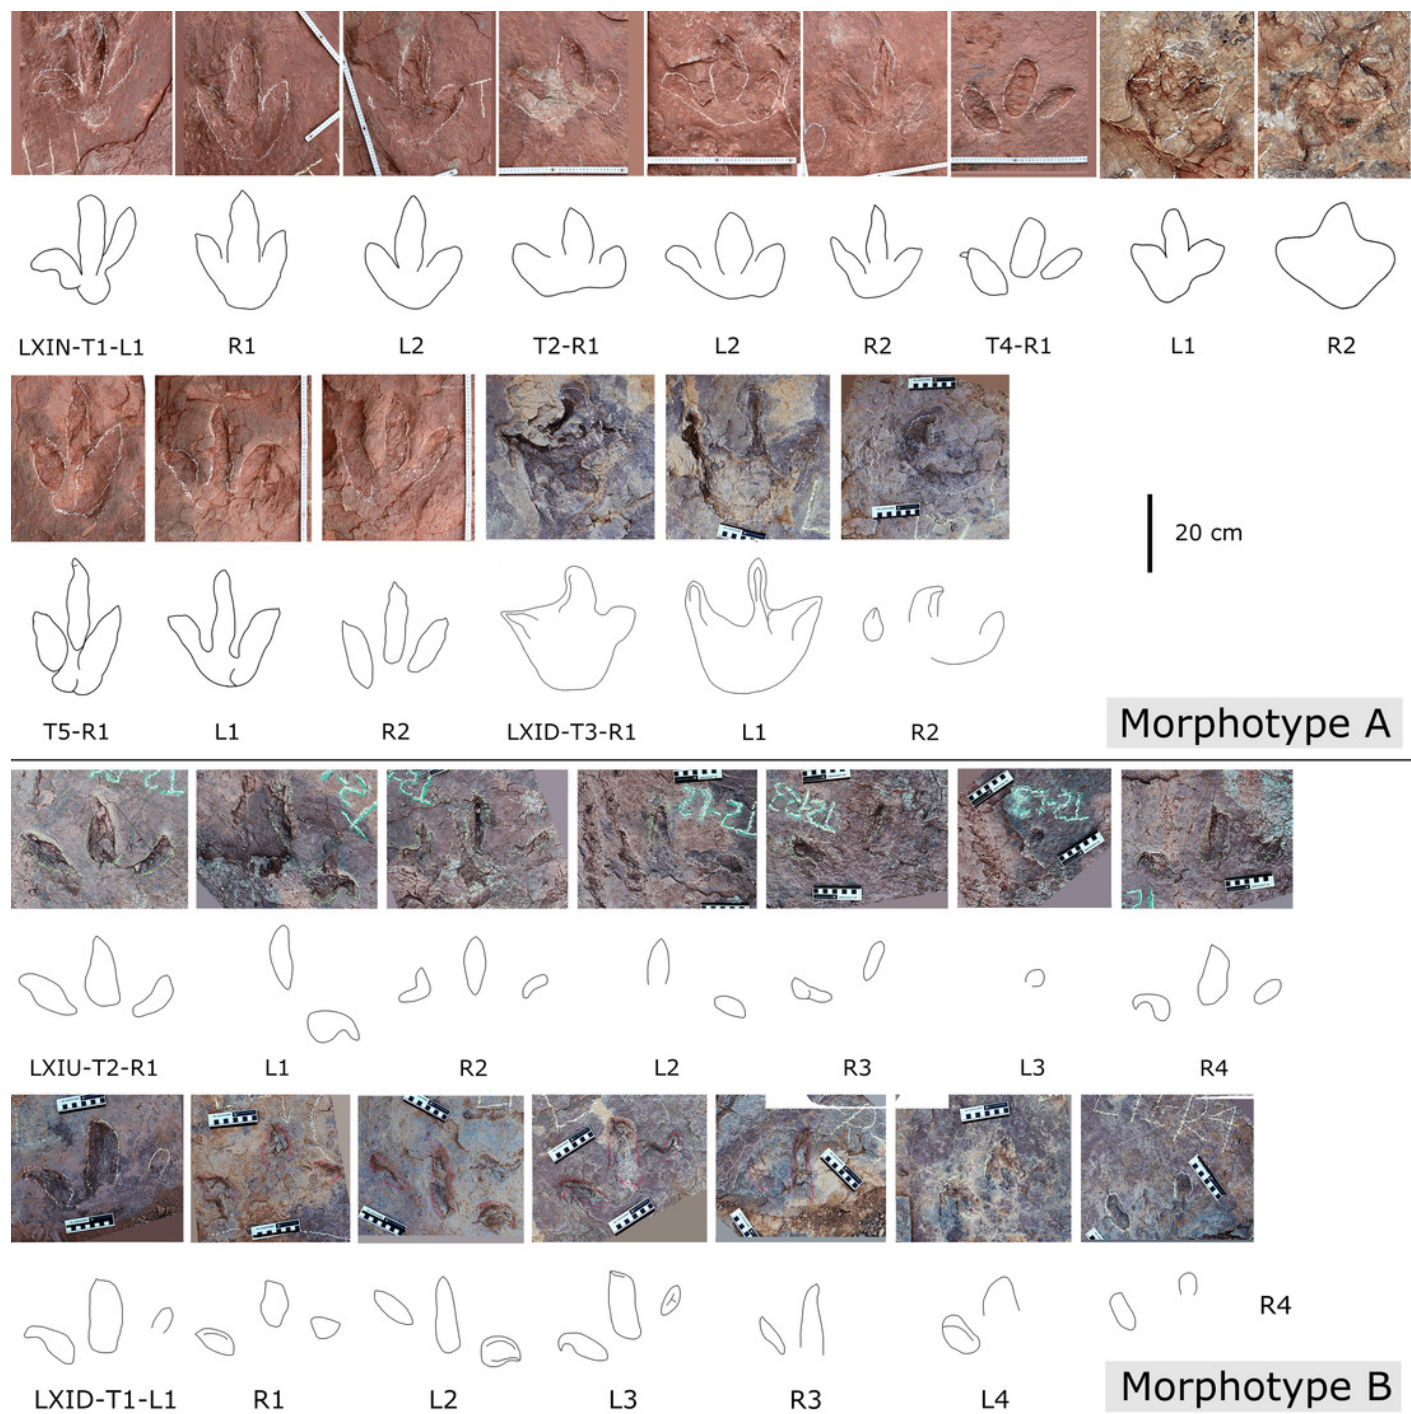 LXIN-T1-L1 R1 L2 T2-R1 L2 R2 T4-R1 L1 R2
20 cm
T5-R1 L1 R2 LXID-T3-R1 L1 R2
Morphotype A
LXIU-T2-R1 L1 R2 L2 R3 L3 R4
R4
LXID-T1-L1 R1 L2 L3 R3 L4
Morphotype B